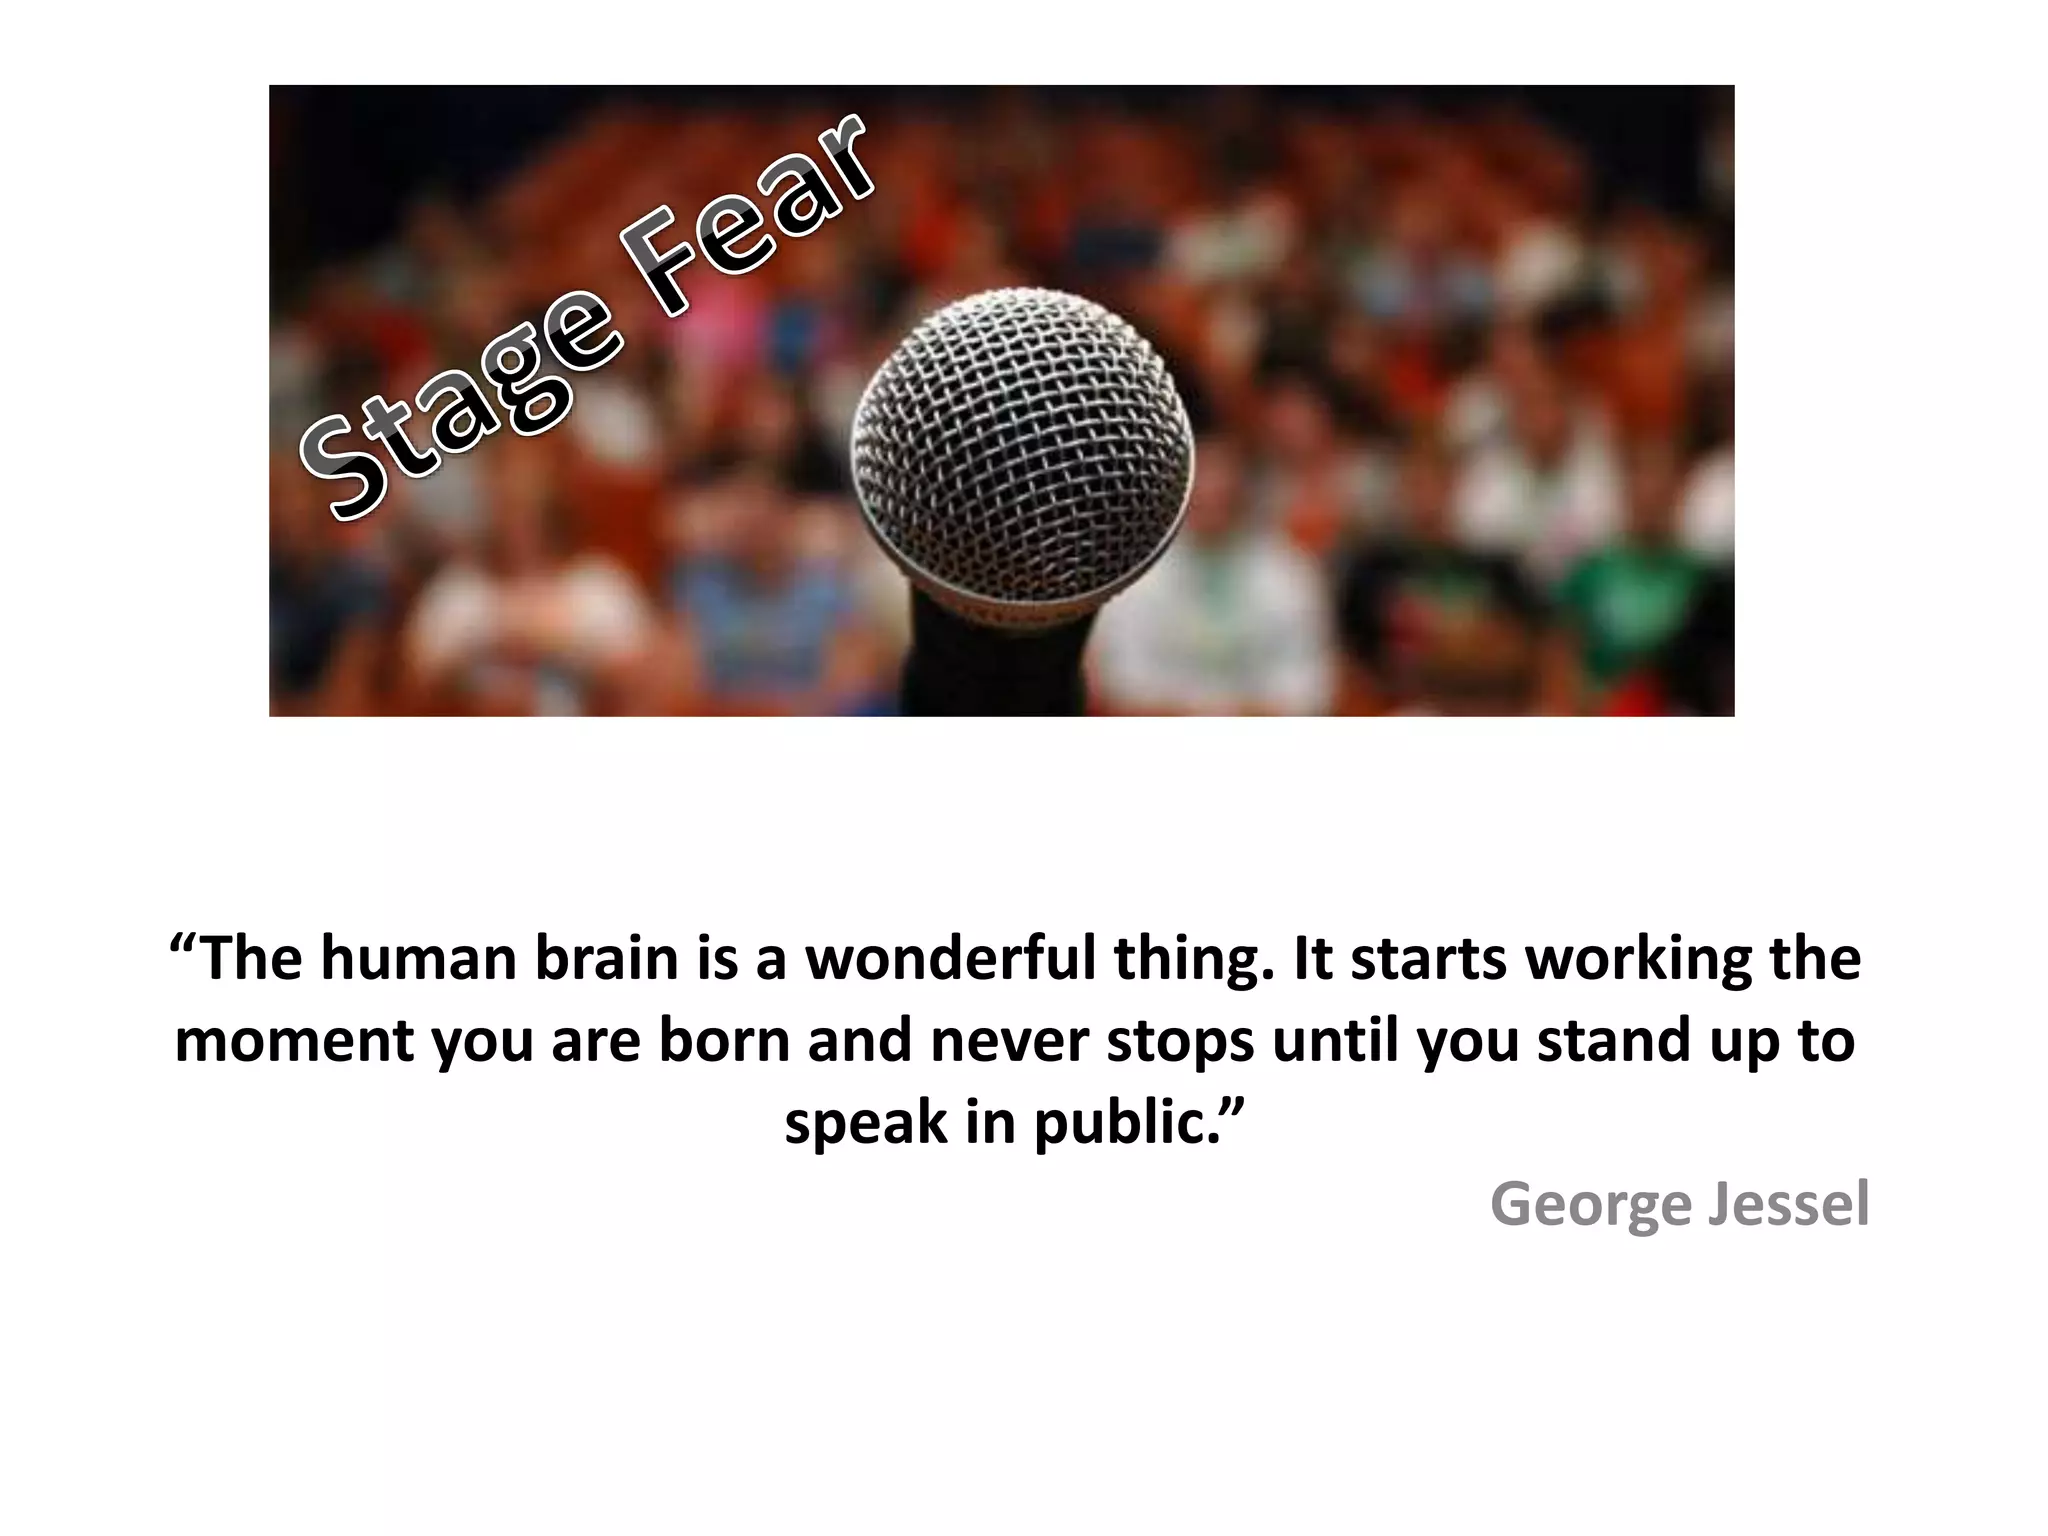 Stage Fear
“The human brain is a wonderful thing. It starts working the
moment you are born and never stops until you stand up to
speak in public.”
George Jessel